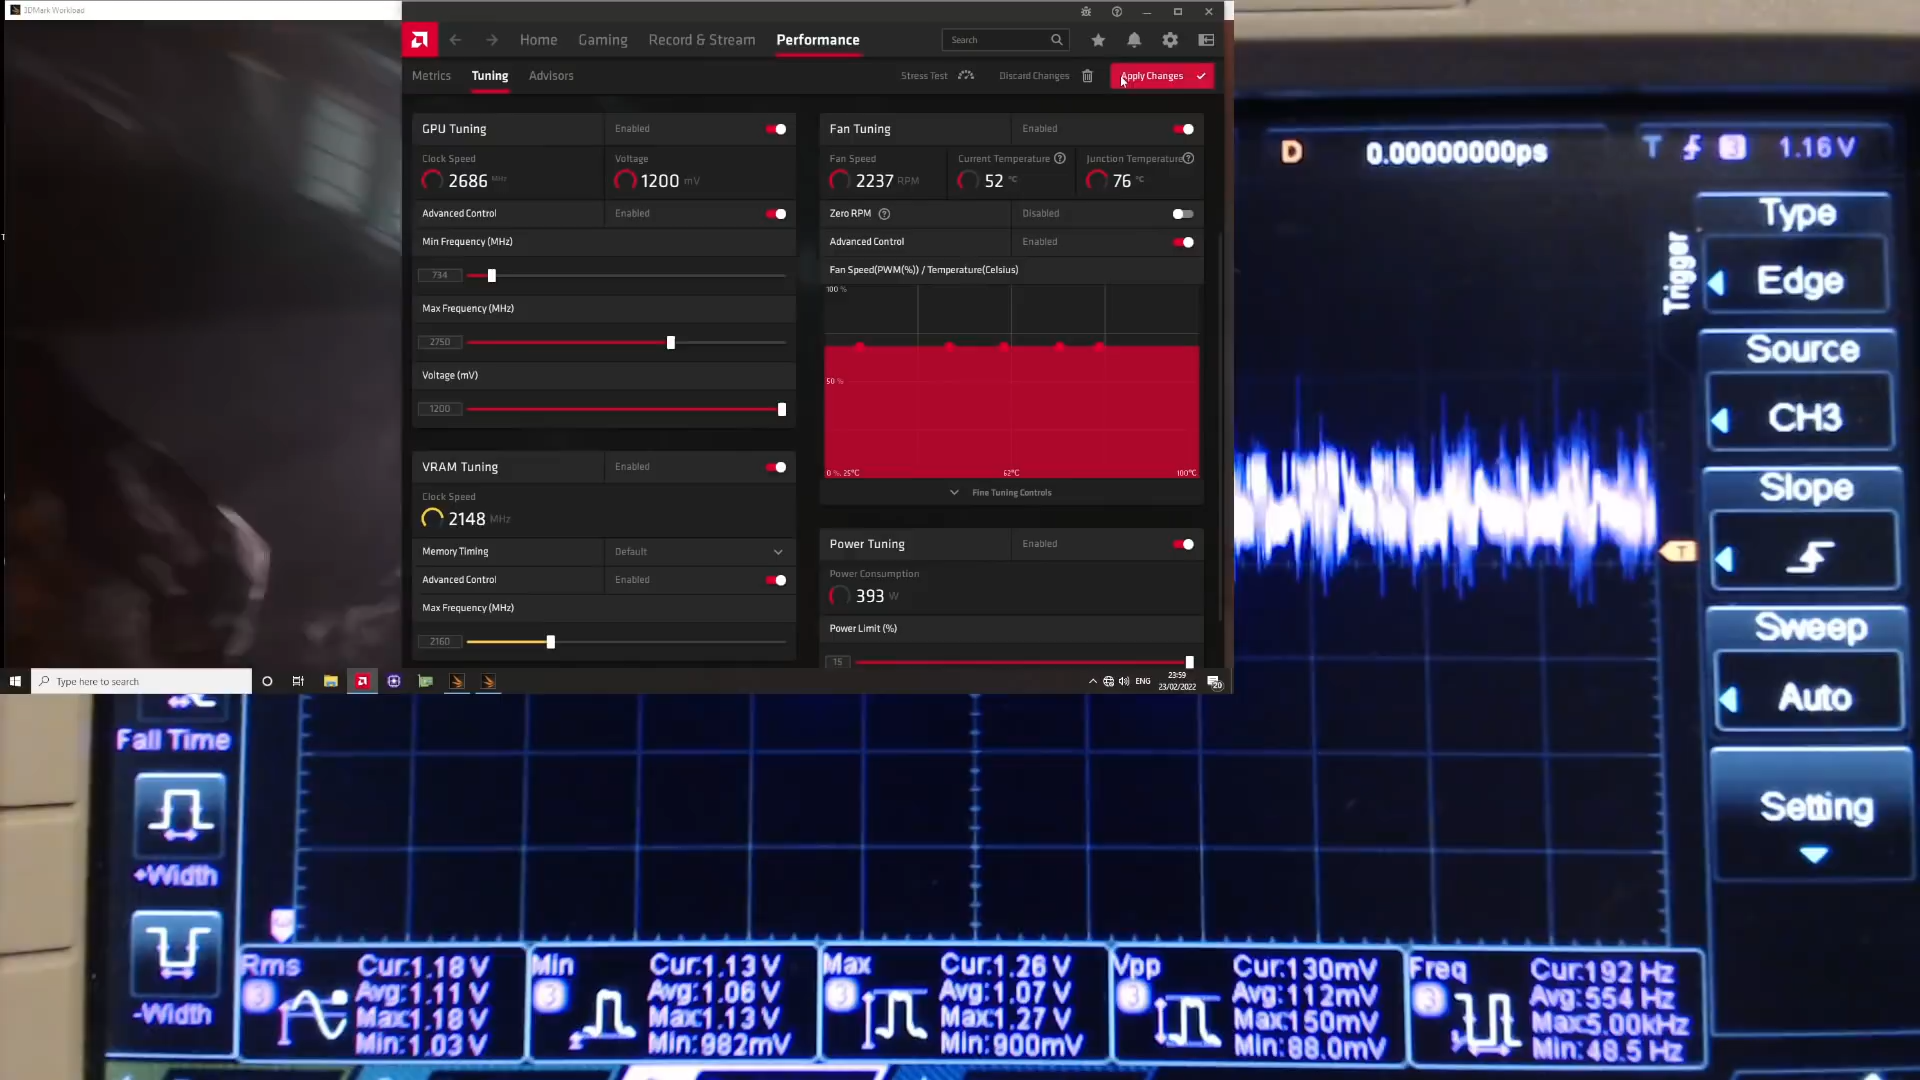 3DMark Workload
Home Gaming Record & Stream Performance
Search
Metrics Tuning Advisors
Stress Test Discard Changes Apply Changes
GPU Tuning Enabled
Clock Speed Voltage
2686 MHz 1200 mV
Advanced Control Enabled
Min Frequency (MHz)
734
Max Frequency (MHz)
2750
Voltage (mV)
1200
VRAM Tuning Enabled
Clock Speed
2148 MHz
Memory Timing Default
Advanced Control Enabled
Max Frequency (MHz)
2160
Fan Tuning Enabled
Fan Speed Current Temperature Junction Temperature
2237 RPM 52 °C 76 °C
Zero RPM Disabled
Advanced Control Enabled
Fan Speed(PWM(%)) / Temperature(Celsius)
100 %
50 %
0 %, 25°C 62°C 100°C
Fine Tuning Controls
Power Tuning Enabled
Power Consumption
393 W
Power Limit (%)
15
Type here to search
ENG
23:59
23/02/2022
20
D 0.00000000ps T 3 1.16 V
Trigger
Type
Edge
Source
CH3
Slope
Sweep
Auto
Setting
T
Fall Time
+Width
-Width
Rms
3
Cur:1.18 V
Avg:1.11 V
Max:1.18 V
Min:1.03 V
Min
3
Cur:1.13 V
Avg:1.06 V
Max:1.13 V
Min:982mV
Max
3
Cur:1.26 V
Avg:1.07 V
Max:1.27 V
Min:900mV
Vpp
3
Cur:130mV
Avg:112mV
Max:150mV
Min:88.0mV
Freq
3
Cur:192 Hz
Avg:554 Hz
Max:5.00kHz
Min:48.5 Hz